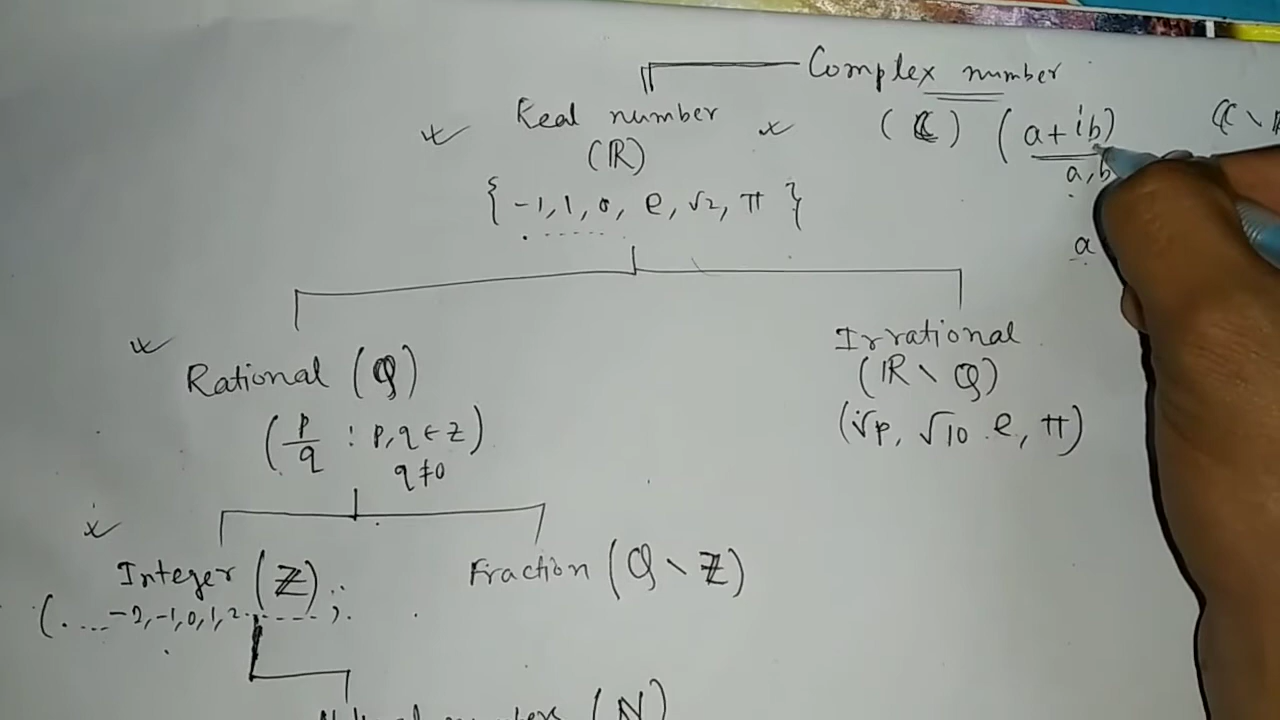 Complex number
Real number
(ℂ) (a+ib)
(ℝ)
a,b
{ -1, 1, 0, e, √2, π }
a
Irrational
Rational (ℚ)
(ℝ \ ℚ)
(p/q : p, q ∈ z)
q ≠ 0
(√p, √10 . e, π)
Integer (ℤ)
Fraction (ℚ \ ℤ)
(.... -2, -1, 0, 1, 2 ------ )
(N)